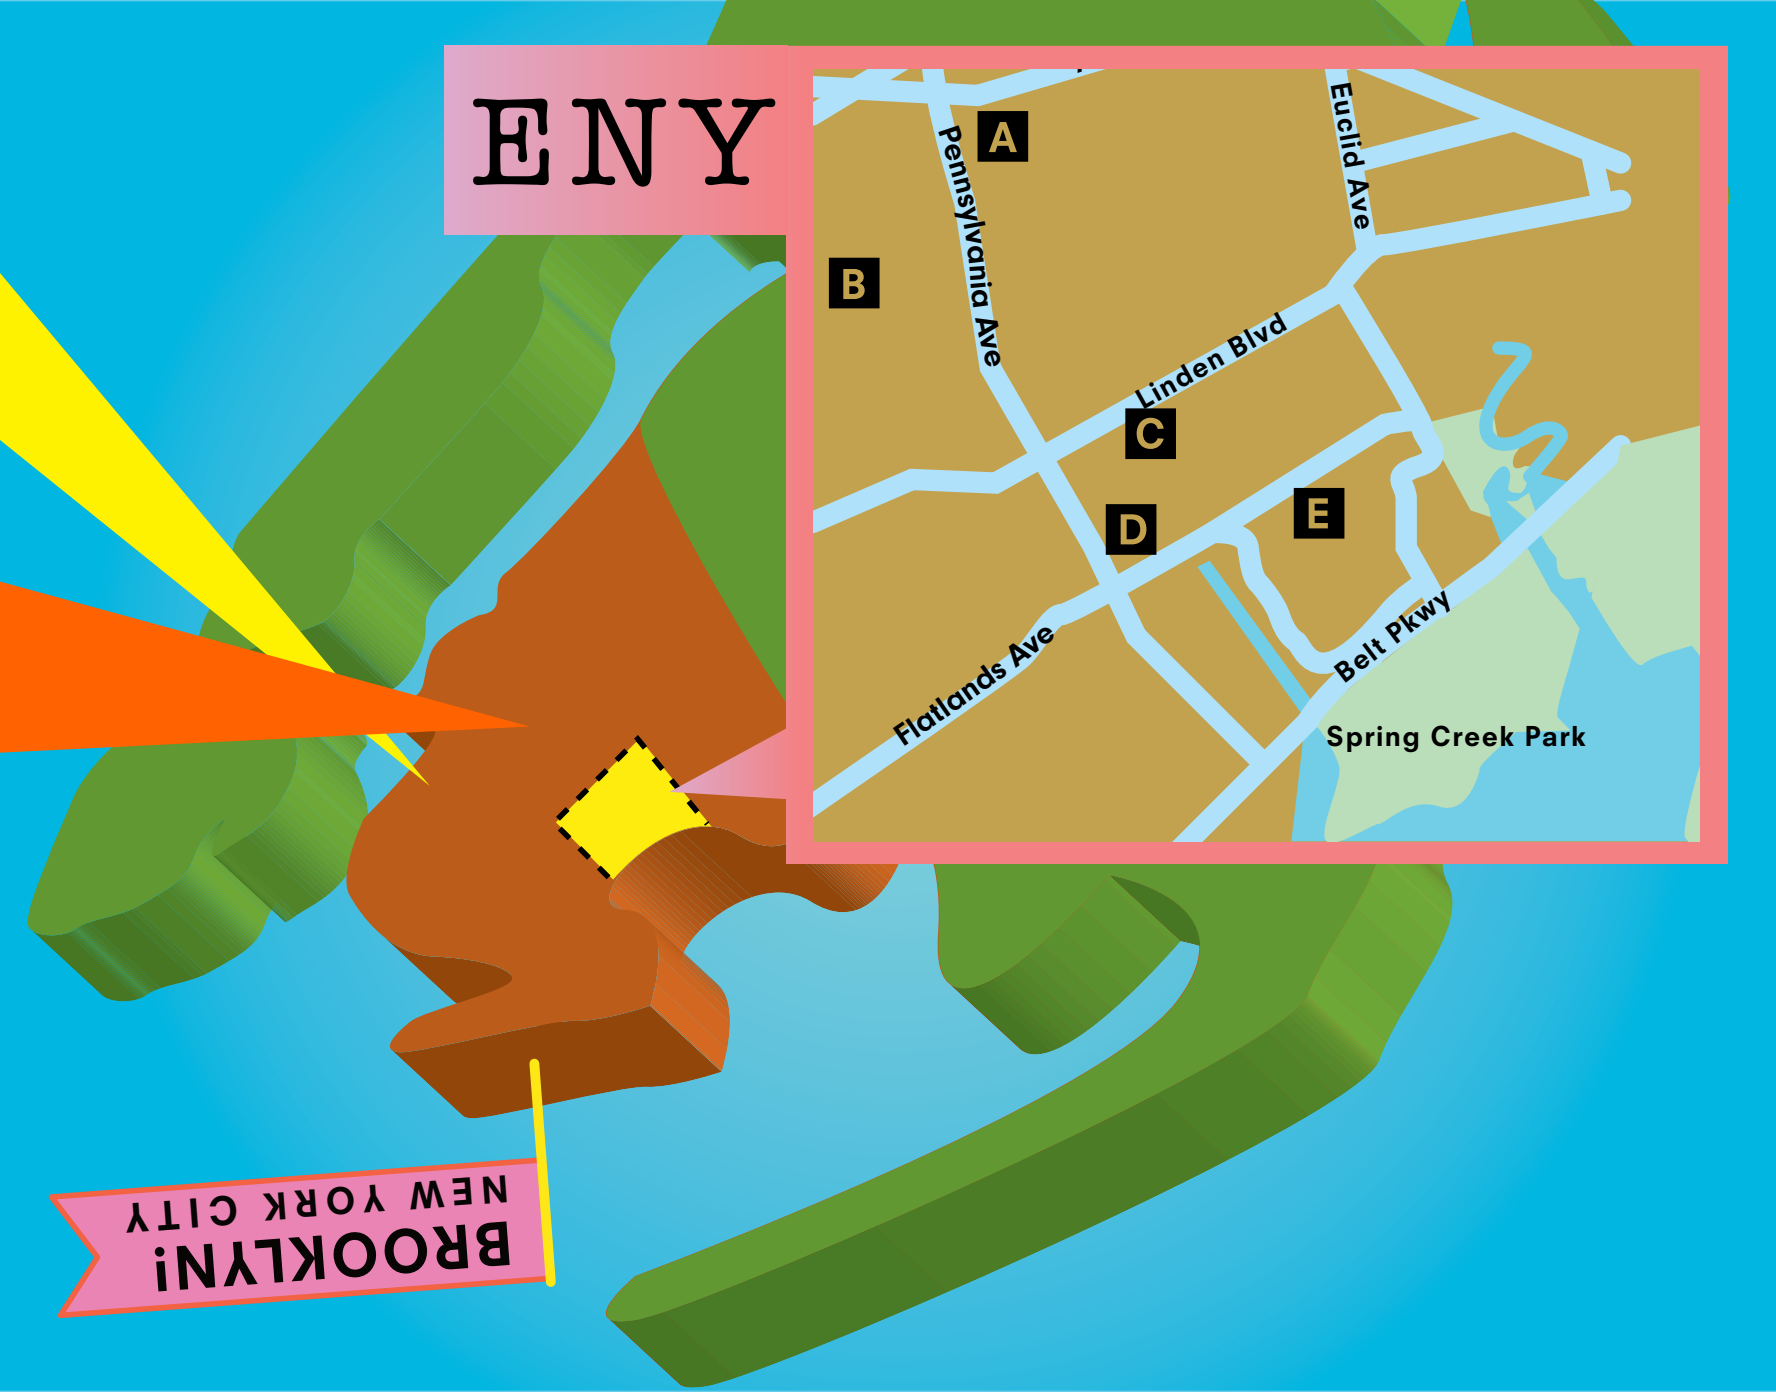 ENY
A
Pennsylvania Ave
Euclid Ave
B
Linden Blvd
C
D
E
Flatlands Ave
Belt Pkwy
Spring Creek Park
BROOKLYN!
NEW YORK CITY